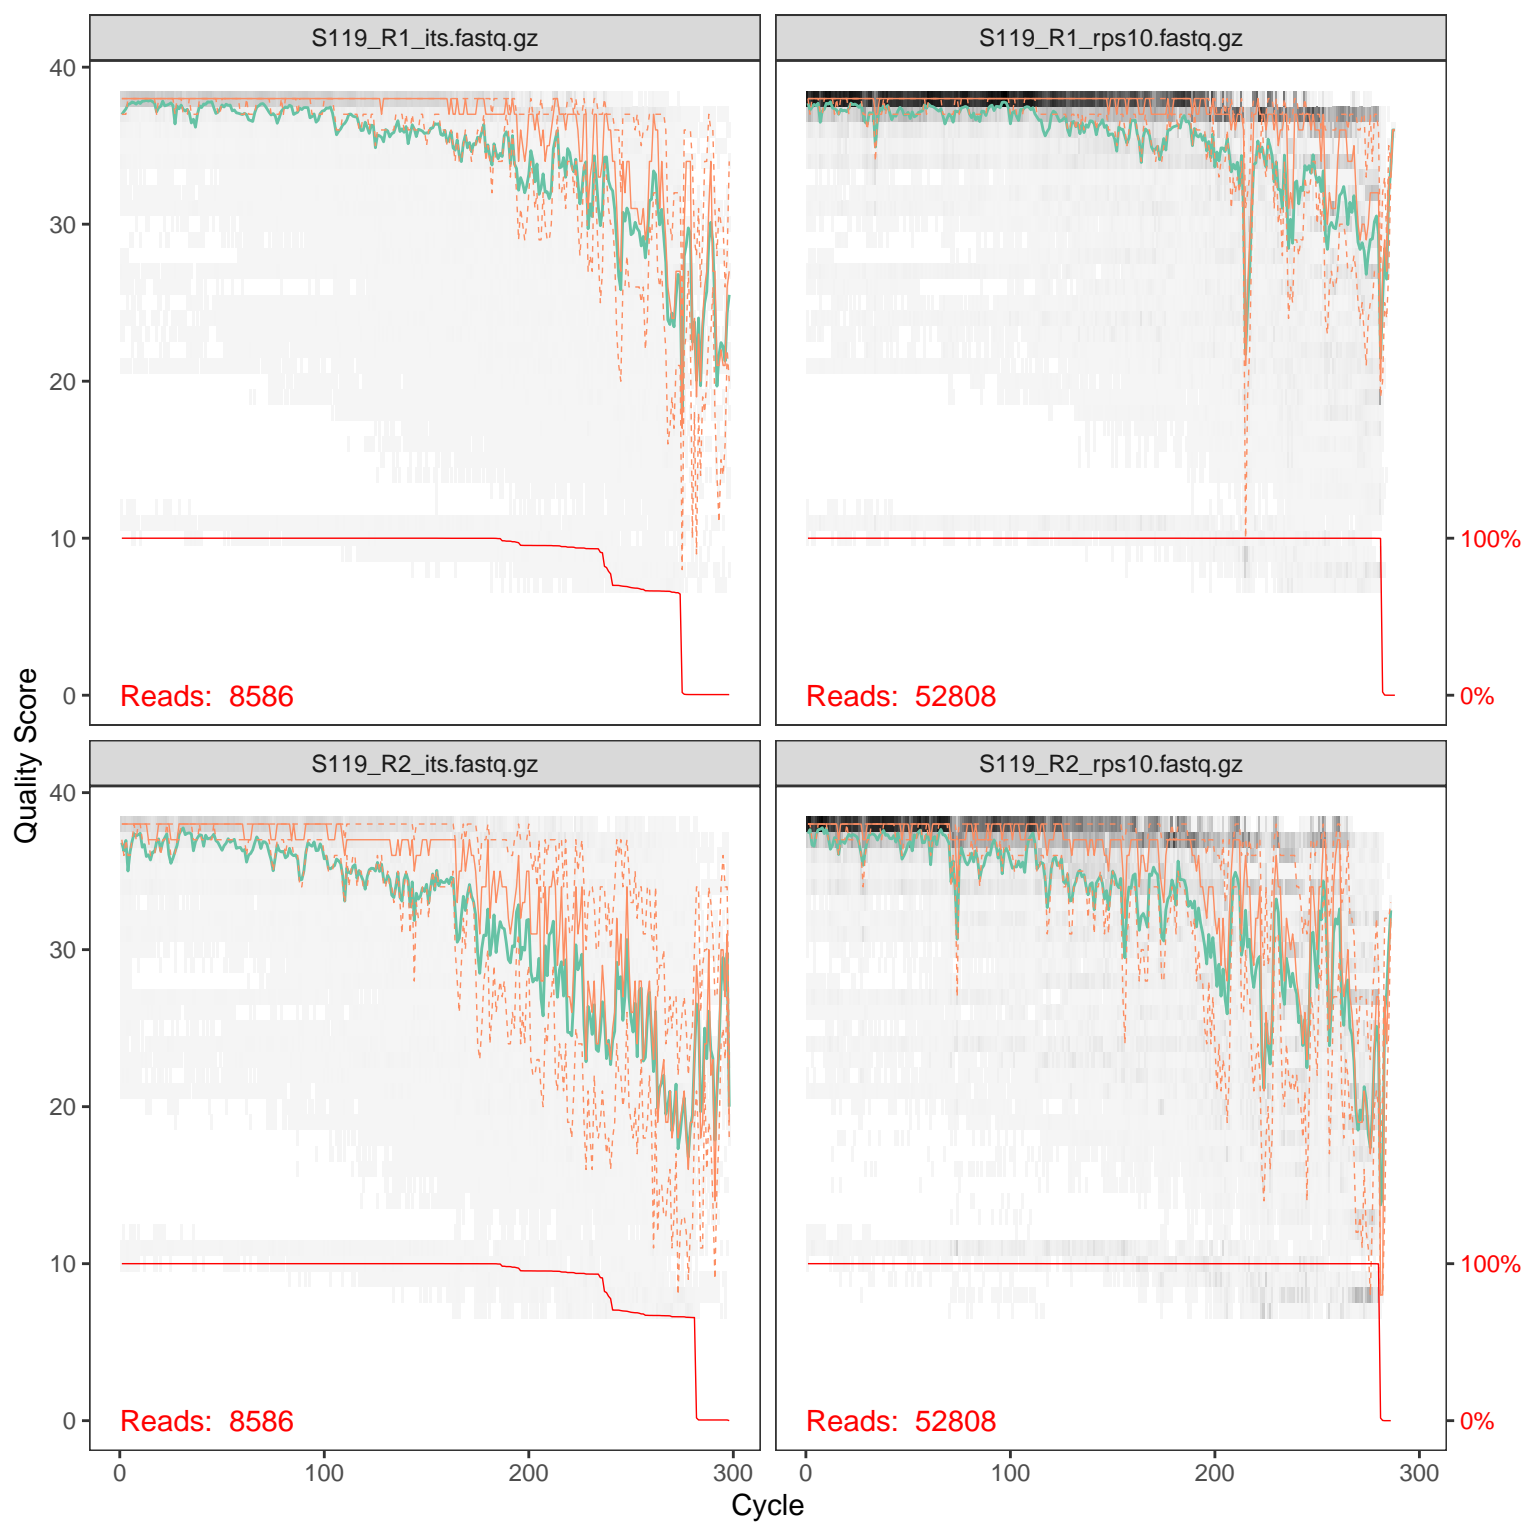 S119_R1_its.fastq.gz
S119_R1_rps10.fastq.gz
40
30
20
10
0
Reads: 8586
Reads: 52808
100%
0%
Quality Score
S119_R2_its.fastq.gz
S119_R2_rps10.fastq.gz
40
30
20
10
0
Reads: 8586
Reads: 52808
100%
0%
0 100 200 300
0 100 200 300
Cycle